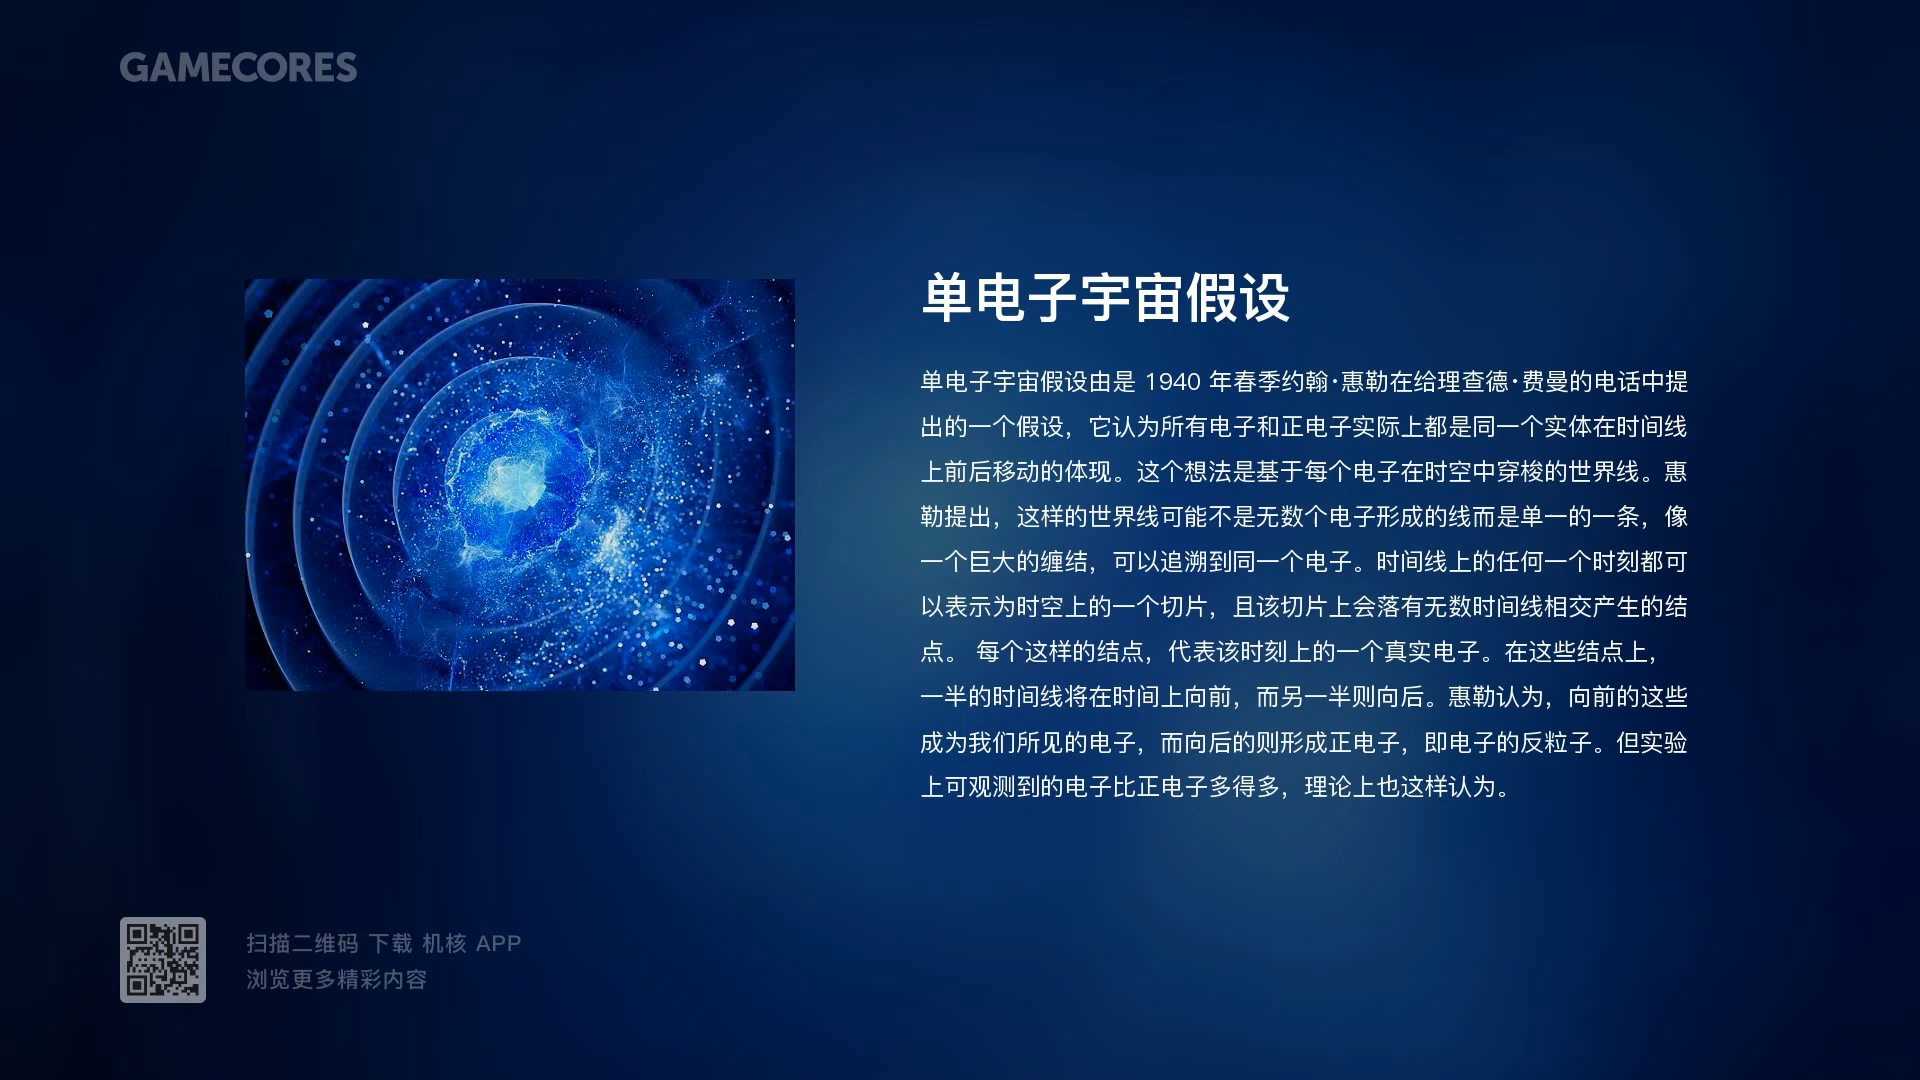 GAMECORES
单电子宇宙假设
单电子宇宙假设由是 1940 年春季约翰·惠勒在给理查德·费曼的电话中提
出的一个假设，它认为所有电子和正电子实际上都是同一个实体在时间线
上前后移动的体现。这个想法是基于每个电子在时空中穿梭的世界线。惠
勒提出，这样的世界线可能不是无数个电子形成的线而是单一的一条，像
一个巨大的缠结，可以追溯到同一个电子。时间线上的任何一个时刻都可
以表示为时空上的一个切片，且该切片上会落有无数时间线相交产生的结
点。 每个这样的结点，代表该时刻上的一个真实电子。在这些结点上，
一半的时间线将在时间上向前，而另一半则向后。惠勒认为，向前的这些
成为我们所见的电子，而向后的则形成正电子，即电子的反粒子。但实验
上可观测到的电子比正电子多得多，理论上也这样认为。
扫描二维码 下载 机核 APP
浏览更多精彩内容